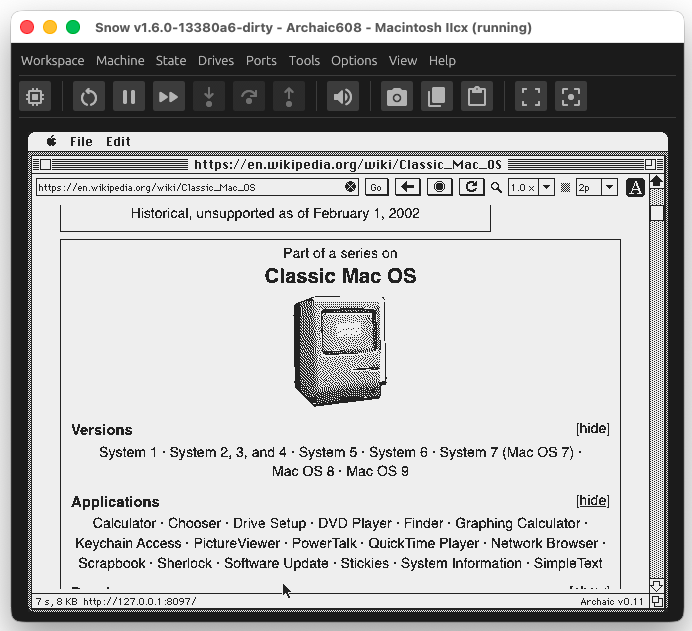 Snow v1.6.0-13380a6-dirty - Archaic608 - Macintosh IIcx (running)
Workspace Machine State Drives Ports Tools Options View Help
File Edit
https://en.wikipedia.org/wiki/Classic_Mac_OS
https://en.wikipedia.org/wiki/Classic_Mac_OS Go 1.0 x 2p A
Historical, unsupported as of February 1, 2002
Part of a series on
Classic Mac OS
Versions [hide]
System 1 · System 2, 3, and 4 · System 5 · System 6 · System 7 (Mac OS 7) ·
Mac OS 8 · Mac OS 9
Applications [hide]
Calculator · Chooser · Drive Setup · DVD Player · Finder · Graphing Calculator ·
Keychain Access · PictureViewer · PowerTalk · QuickTime Player · Network Browser ·
Scrapbook · Sherlock · Software Update · Stickies · System Information · SimpleText
7 s, 8 KB http://127.0.0.1:8097/ Archaic v0.11